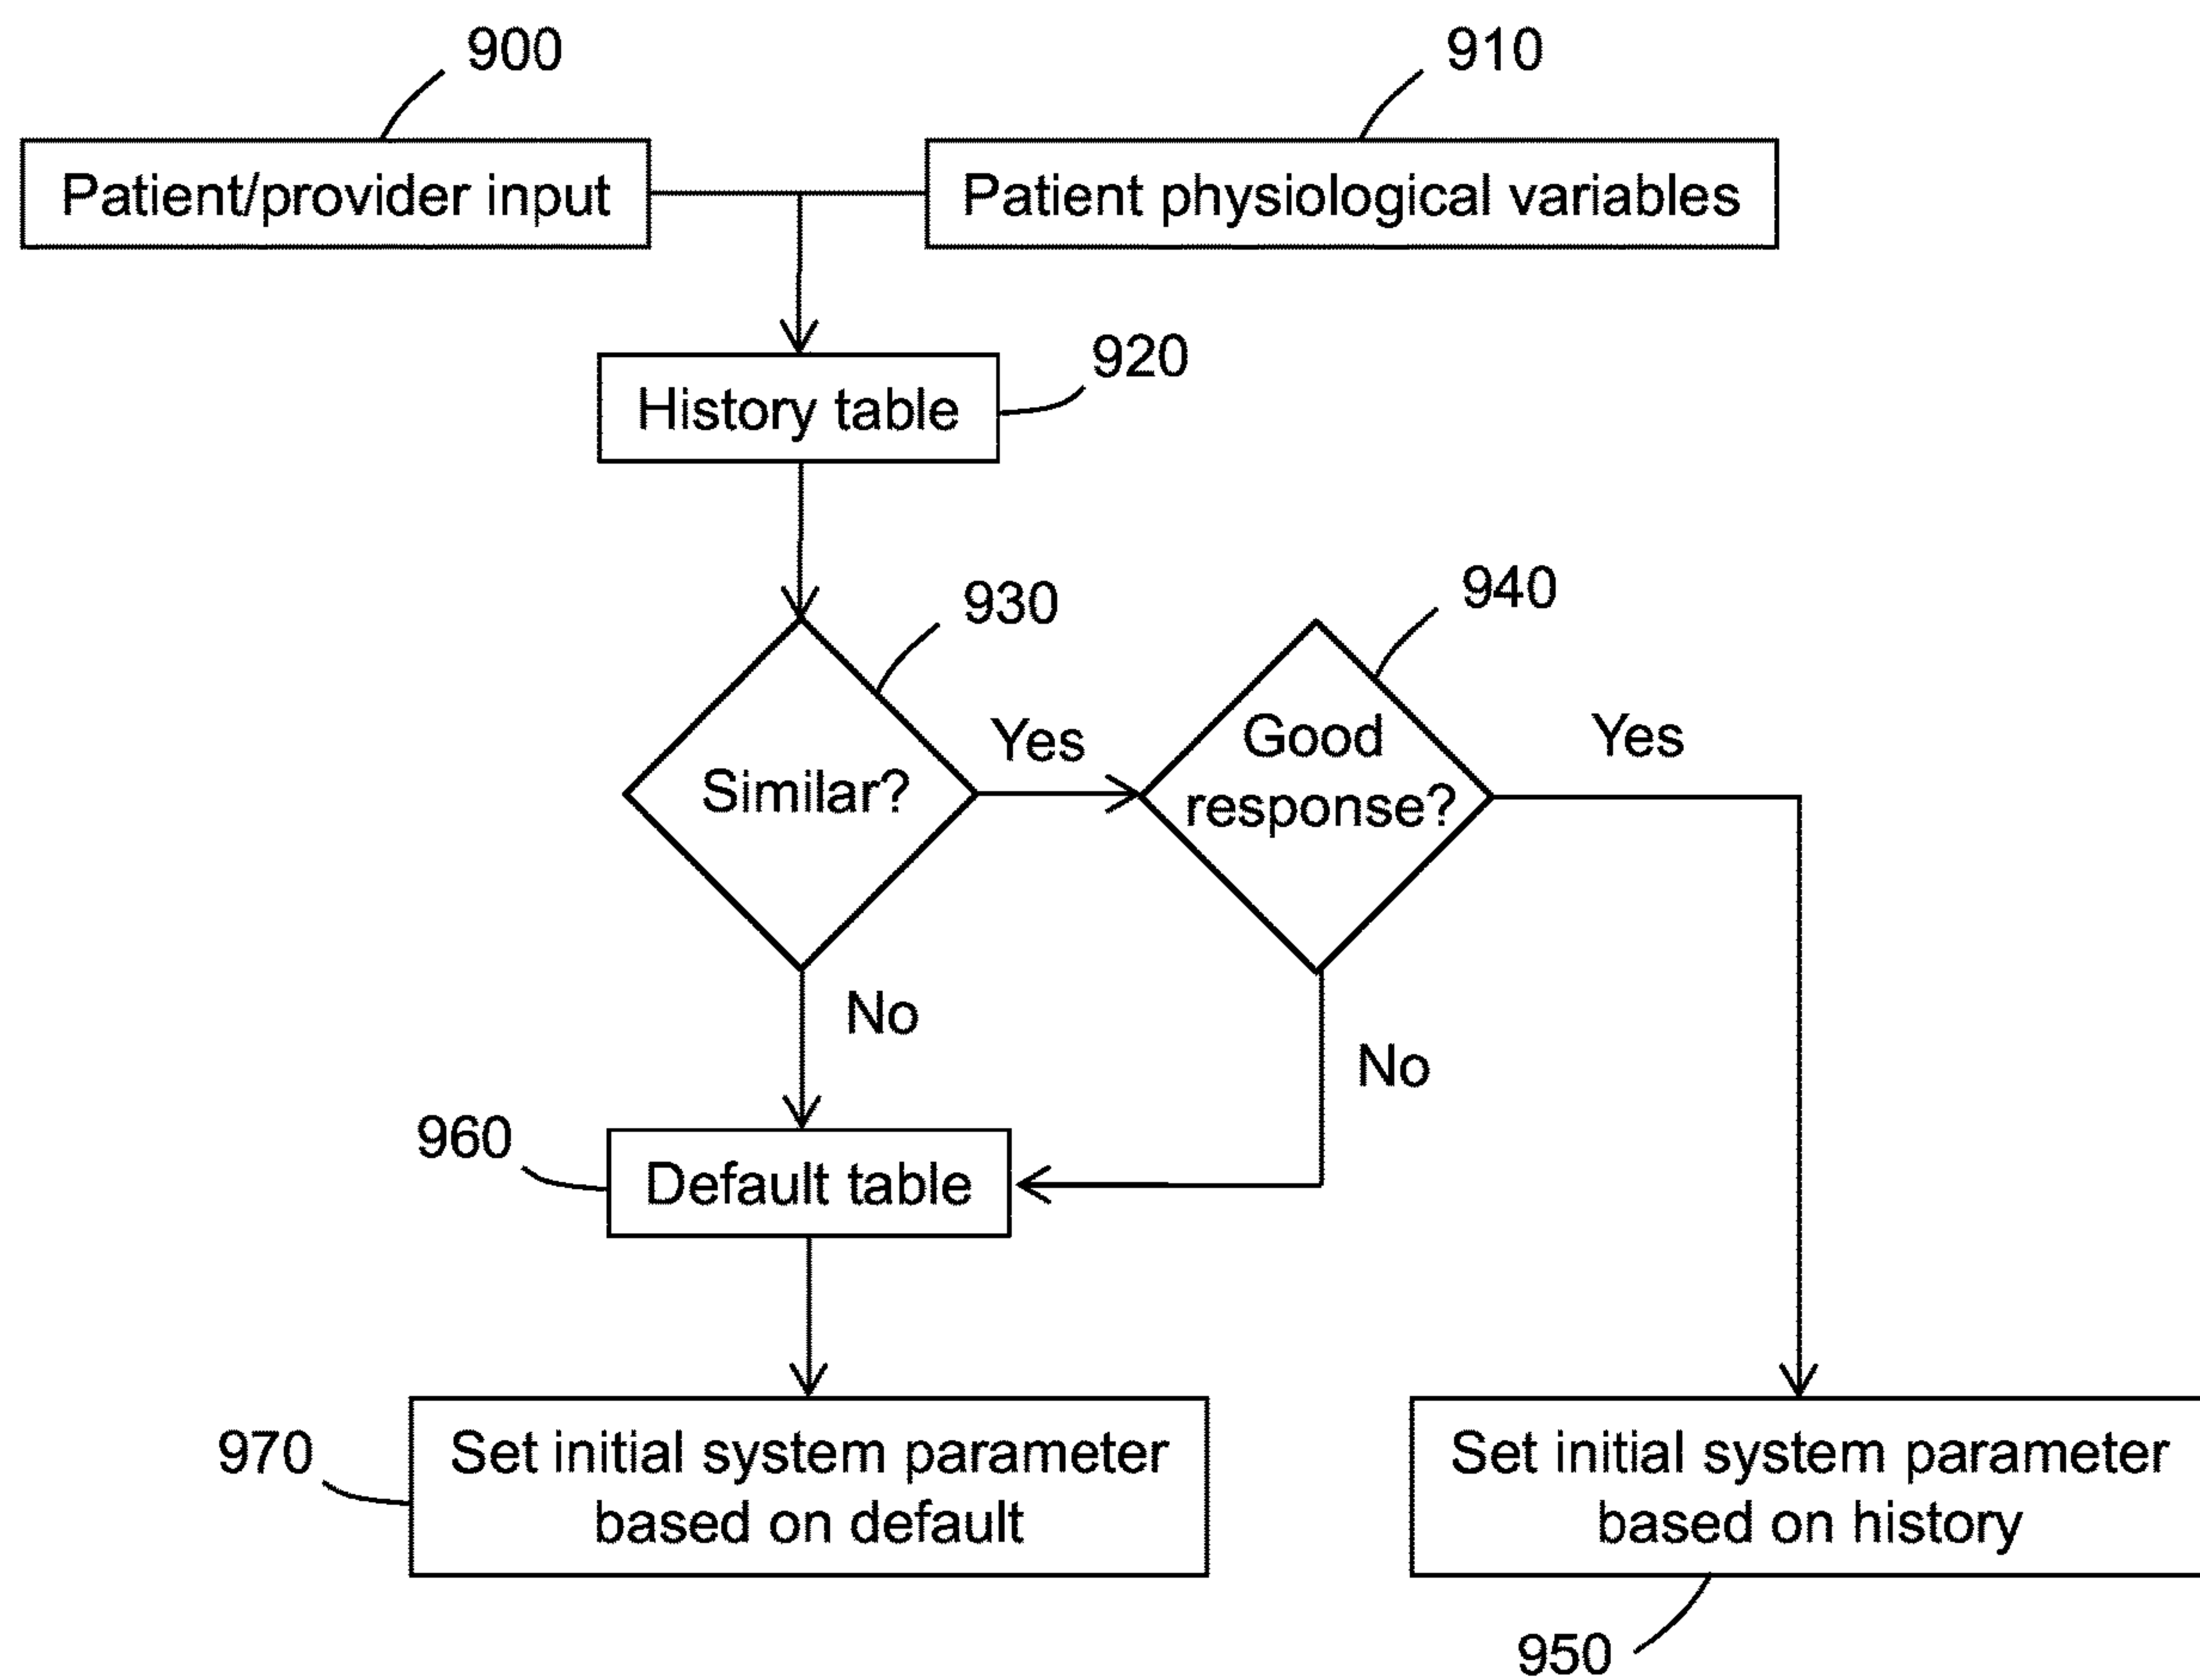 900
910
Patient/provider input
Patient physiological variables
920
History table
930
940
Similar?
Yes
Good
response?
Yes
No
No
960
Default table
970
Set initial system parameter
based on default
Set initial system parameter
based on history
950